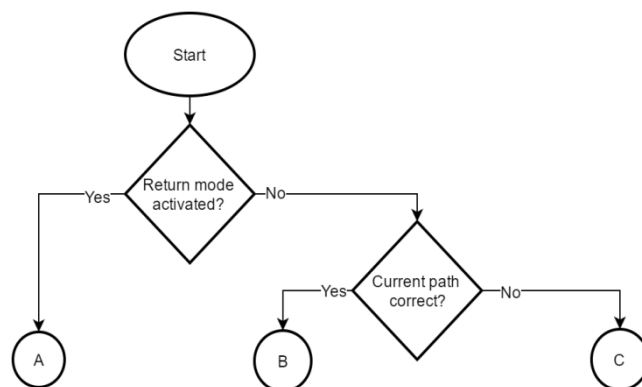 Start
Return mode
activated?
Yes
No
Current path
correct?
Yes
No
A
B
C